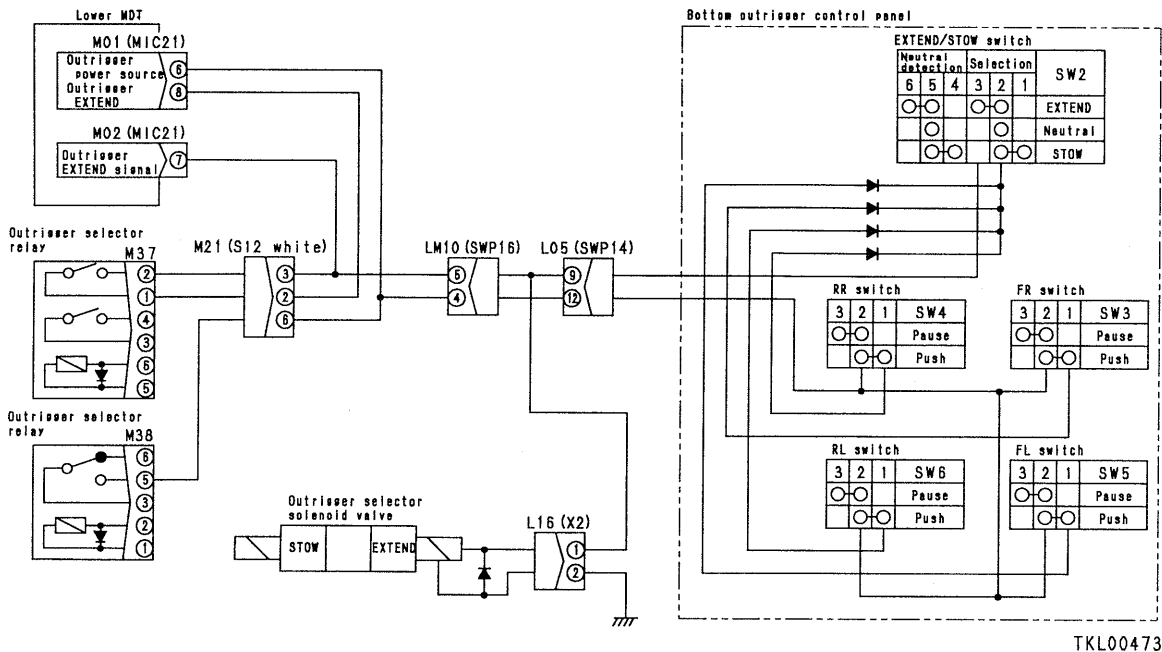 Lower MDT
M01 (MIC21)
Outrigger
power source
6
Outrigger
EXTEND
8
M02 (MIC21)
Outrigger
EXTEND signal
7
Outrigger selector
relay
M37
2
1
4
3
6
5
M21 (S12 white)
3
2
6
LM10 (SWP16)
5
4
L05 (SWP14)
9
12
Outrigger selector
relay
M38
6
5
3
2
1
Outrigger selector
solenoid valve
STOW
EXTEND
L16 (X2)
1
2
Bottom outrigger control panel
EXTEND/STOW switch
Neutral
detection
Selection
SW2
6 5 4 3 2 1
EXTEND
Neutral
STOW
RR switch
3 2 1 SW4
Pause
Push
FR switch
3 2 1 SW3
Pause
Push
RL switch
3 2 1 SW6
Pause
Push
FL switch
3 2 1 SW5
Pause
Push
TKL00473